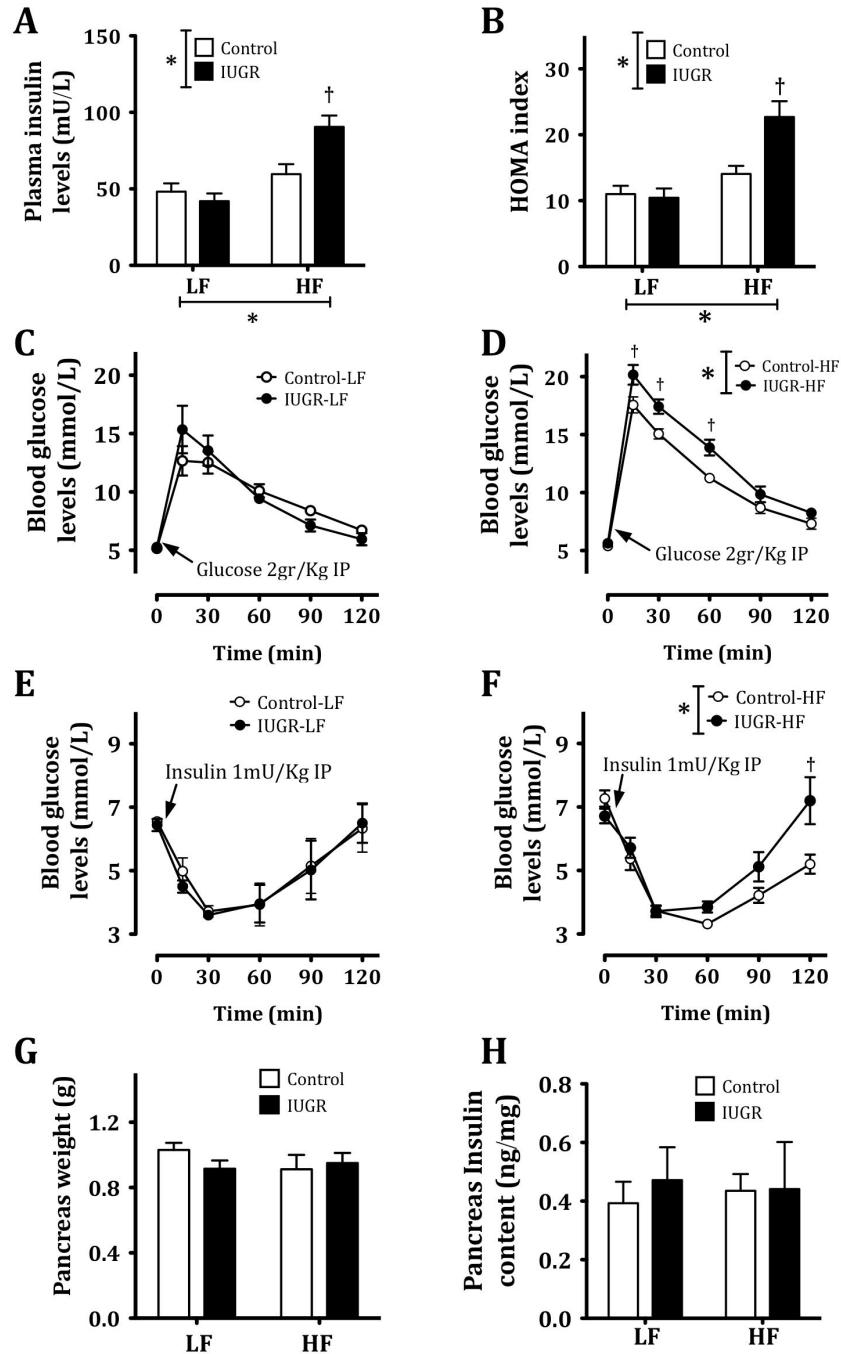 A
Plasma insulin
levels (mU/L)
150
100
50
0
*
Control
IUGR
†
LF
HF
*
B
HOMA index
30
20
10
0
*
Control
IUGR
†
LF
HF
*
C
Blood glucose
levels (mmol/L)
20
15
10
5
Control-LF
IUGR-LF
Glucose 2gr/Kg IP
0 30 60 90 120
Time (min)
D
Blood glucose
levels (mmol/L)
20
15
10
5
†
†
†
*
Control-HF
IUGR-HF
Glucose 2gr/Kg IP
0 30 60 90 120
Time (min)
E
Blood glucose
levels (mmol/L)
9
7
5
3
Control-LF
IUGR-LF
Insulin 1mU/Kg IP
0 30 60 90 120
Time (min)
F
Blood glucose
levels (mmol/L)
9
7
5
3
*
Control-HF
IUGR-HF
Insulin 1mU/Kg IP
†
0 30 60 90 120
Time (min)
G
Pancreas weight (g)
1.2
0.8
0.4
0.0
Control
IUGR
LF
HF
H
Pancreas Insulin
content (ng/mg)
0.8
0.6
0.4
0.2
0.0
Control
IUGR
LF
HF